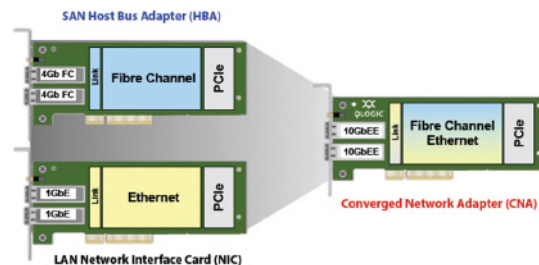 SAN Host Bus Adapter (HBA)
4Gb FC
4Gb FC
Link
Fibre Channel
PCIe
QLOGIC
10GbEE
10GbEE
Link
Fibre Channel
Ethernet
PCIe
Converged Network Adapter (CNA)
1GbE
1GbE
Link
Ethernet
PCIe
LAN Network Interface Card (NIC)